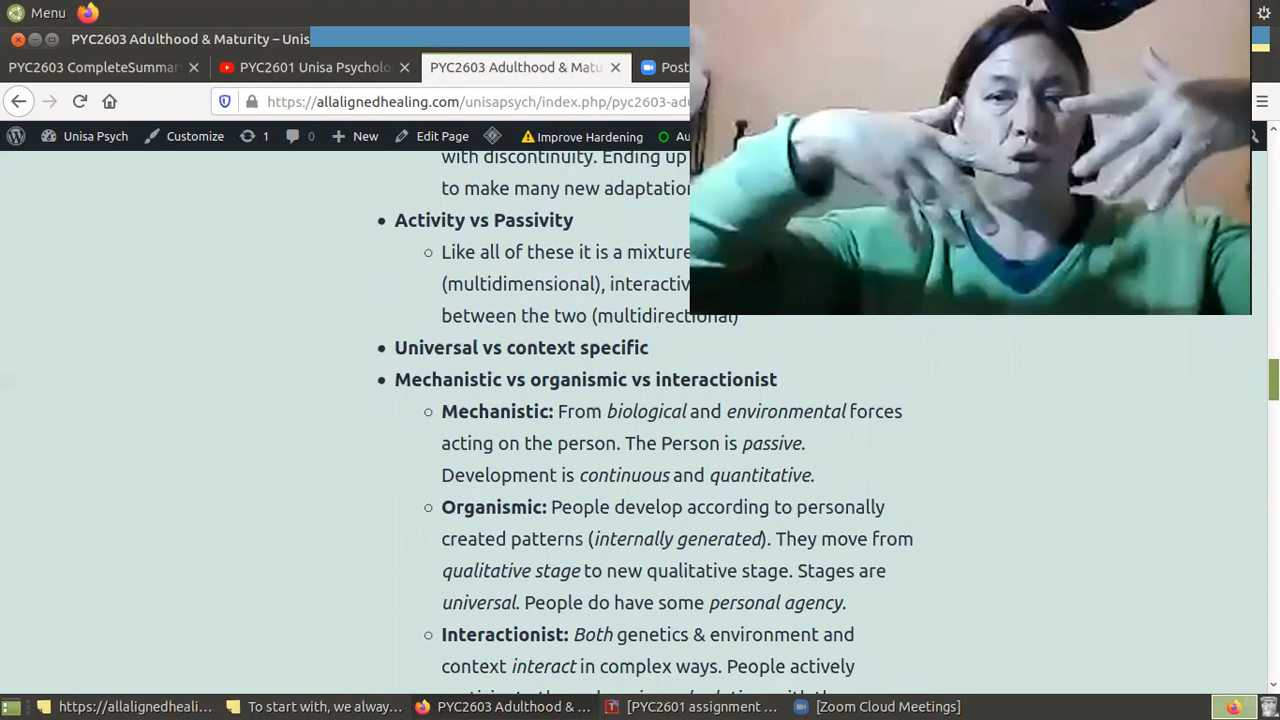 Menu
PYC2603 Adulthood & Maturity – Unis
PYC2603 CompleteSummar
PYC2601 Unisa Psycholo
PYC2603 Adulthood & Matu
Post
https://allalignedhealing.com/unisapsych/index.php/pyc2603-adu
Unisa Psych Customize 1 0 New Edit Page Improve Hardening Au
with discontinuity. Ending up
to make many new adaptation
Activity vs Passivity
Like all of these it is a mixture
(multidimensional), interactiv
between the two (multidirectional)
Universal vs context specific
Mechanistic vs organismic vs interactionist
Mechanistic: From biological and environmental forces
acting on the person. The Person is passive.
Development is continuous and quantitative.
Organismic: People develop according to personally
created patterns (internally generated). They move from
qualitative stage to new qualitative stage. Stages are
universal. People do have some personal agency.
Interactionist: Both genetics & environment and
context interact in complex ways. People actively
https://allalignedheali...
To start with, we alway...
PYC2603 Adulthood & ...
[PYC2601 assignment ...
[Zoom Cloud Meetings]